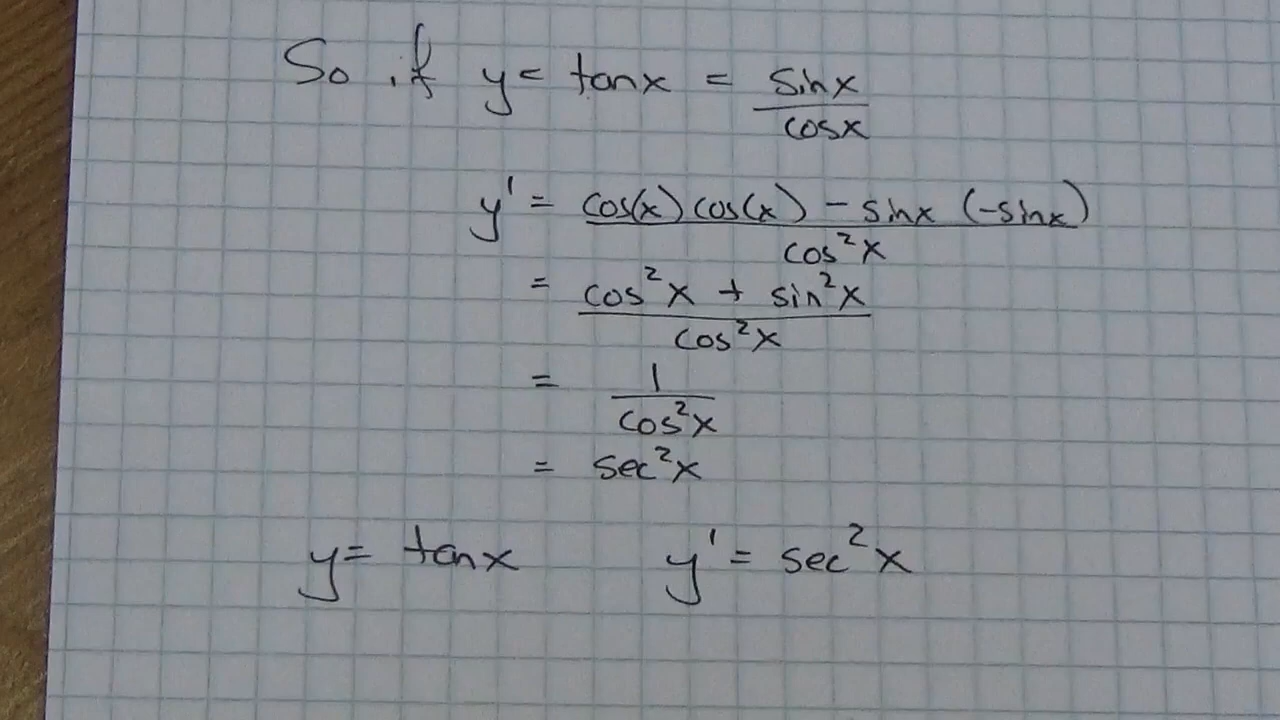 So if y = tanx = sinx / cosx
y' = cos(x) cos(x) - sinx (-sinx) / cos²x
= cos²x + sin²x / cos²x
= 1 / cos²x
= sec²x
y = tanx y' = sec²x